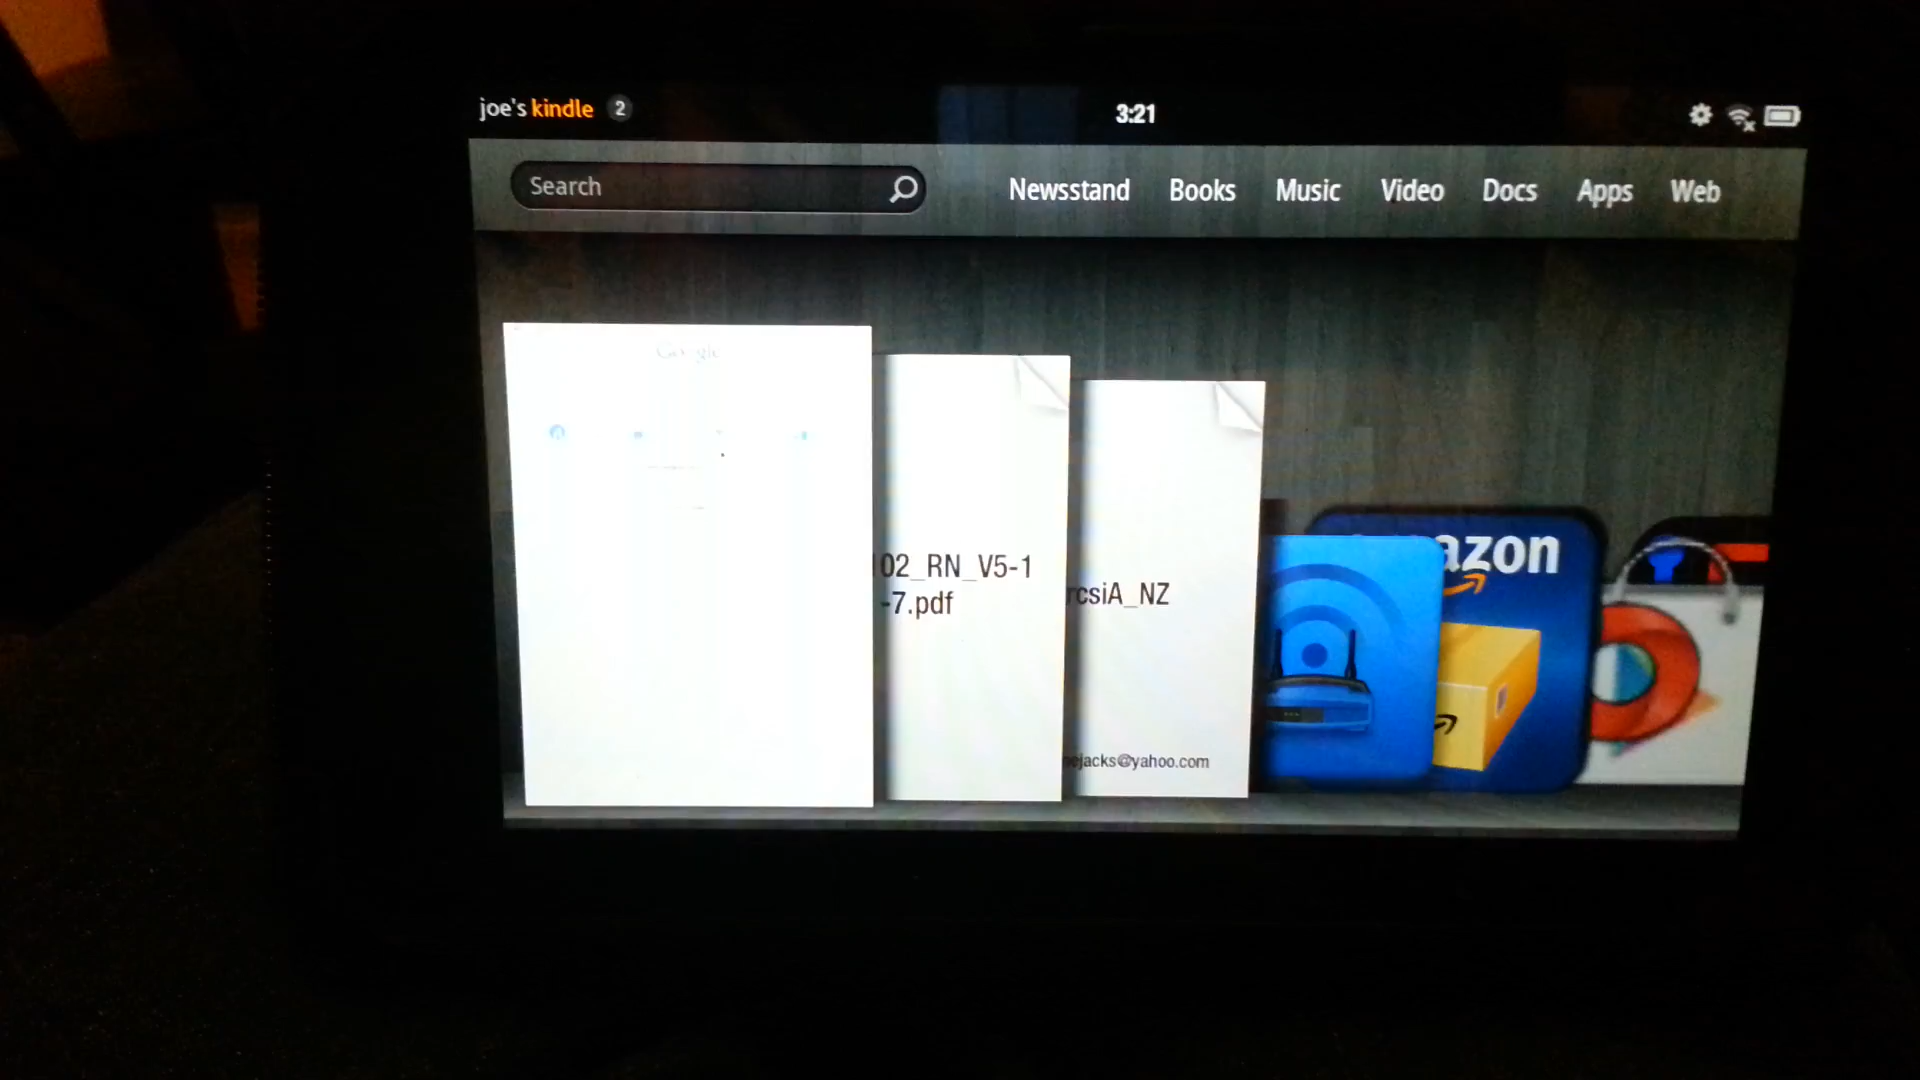 joe's kindle 2
3:21
Search
Newsstand Books Music Video Docs Apps Web
Google
02_RN_V5-1
-7.pdf
rcsiA_NZ
ejacks@yahoo.com
azon